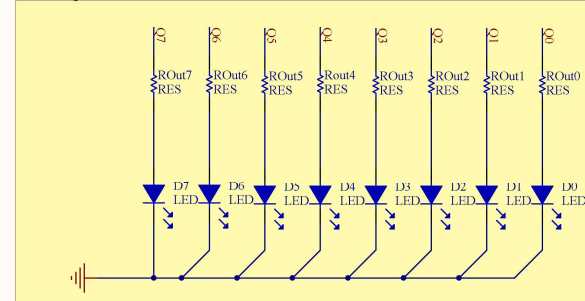 Q7 Q6 Q5 Q4 Q3 Q2 Q1 Q0
ROut7 ROut6 ROut5 Rout4 ROut3 ROut2 ROut1 ROut0
RES RES RES RES RES RES RES RES
D7 D6 D5 D4 D3 D2 D1 D0
LED LED LED LED LED LED LED LED